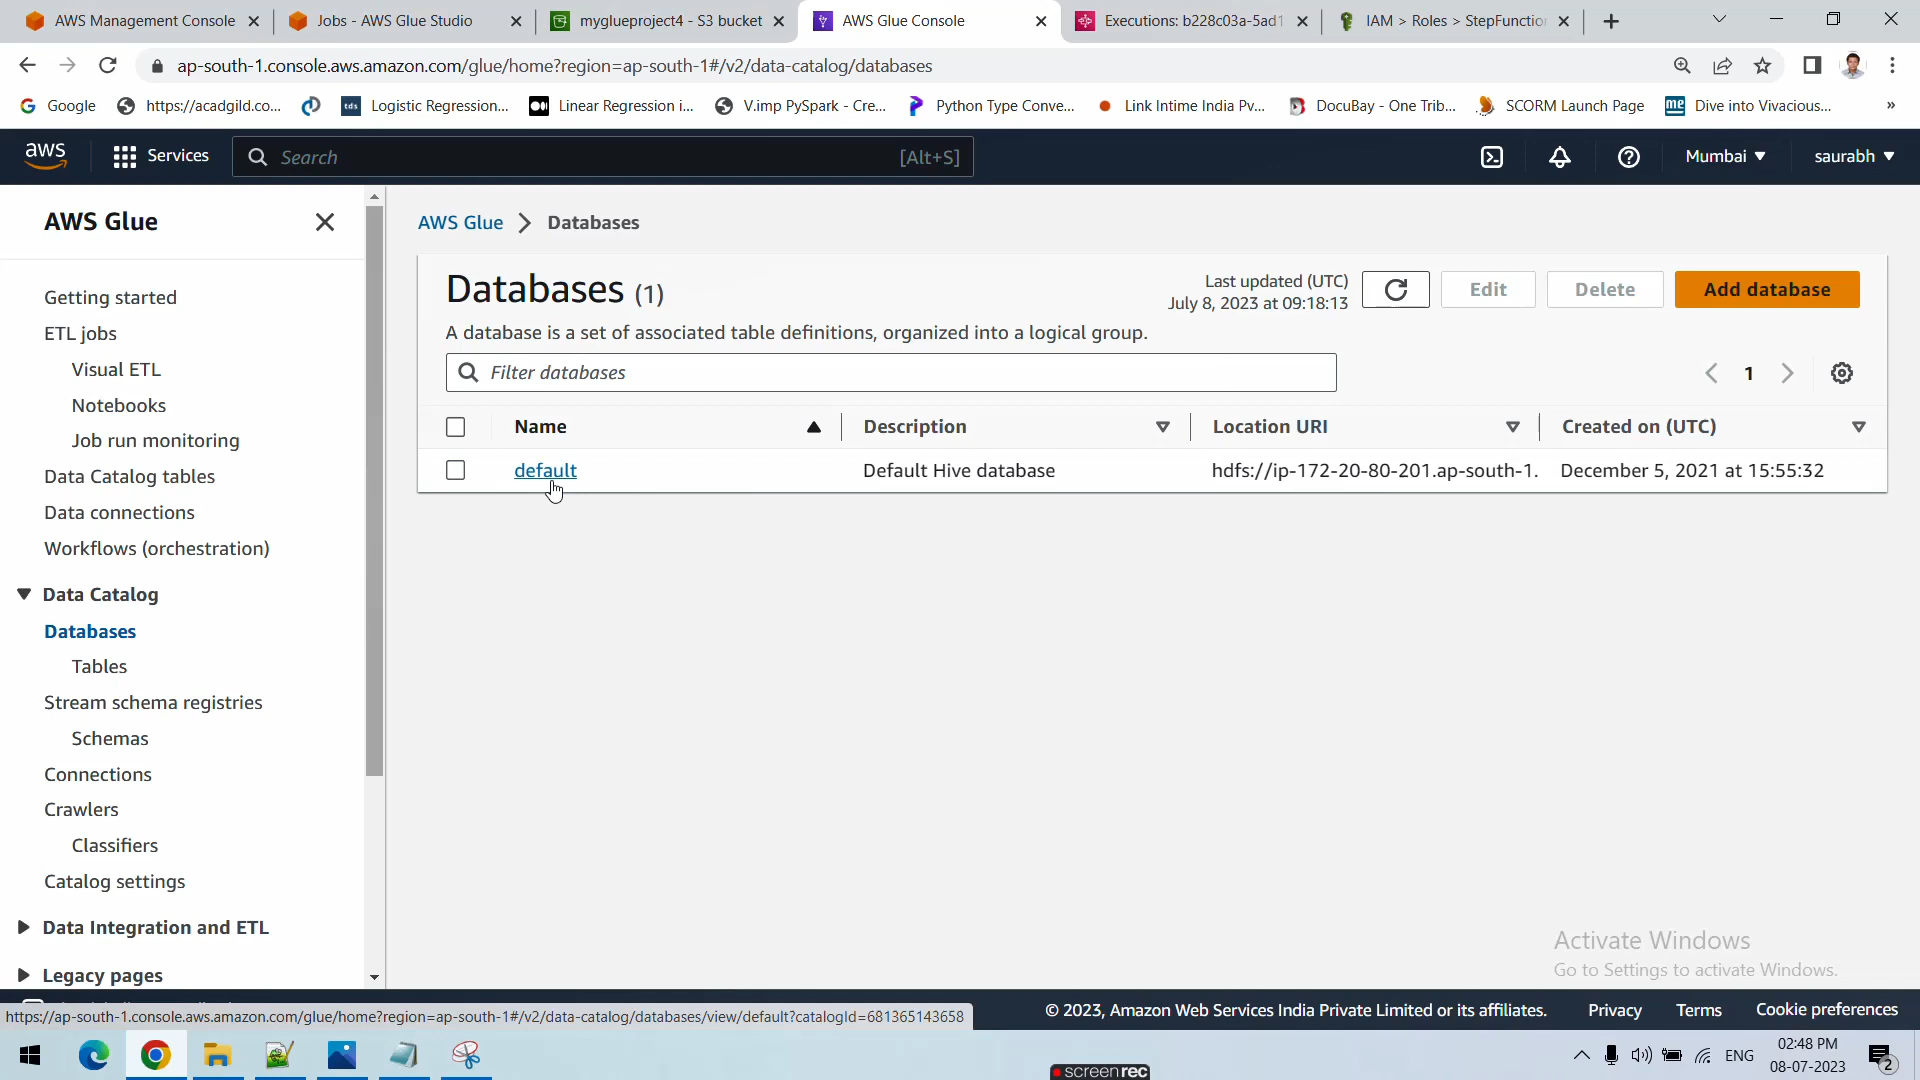 AWS Management Console
Jobs - AWS Glue Studio
myglueproject4 - S3 bucket
AWS Glue Console
Executions: b228c03a-5ad1
IAM > Roles > StepFunctio
ap-south-1.console.aws.amazon.com/glue/home?region=ap-south-1#/v2/data-catalog/databases
Google
https://acadgild.co...
tds
Logistic Regression...
Linear Regression i...
V.imp PySpark - Cre...
Python Type Conve...
Link Intime India Pv...
DocuBay - One Trib...
SCORM Launch Page
me
Dive into Vivacious...
»
aws
Services
Search
[Alt+S]
Mumbai
saurabh
AWS Glue
Getting started
ETL jobs
Visual ETL
Notebooks
Job run monitoring
Data Catalog tables
Data connections
Workflows (orchestration)
Data Catalog
Databases
Tables
Stream schema registries
Schemas
Connections
Crawlers
Classifiers
Catalog settings
Data Integration and ETL
Legacy pages
AWS Glue > Databases
Databases (1)
Last updated (UTC)
July 8, 2023 at 09:18:13
Edit
Delete
Add database
A database is a set of associated table definitions, organized into a logical group.
Filter databases
1
Name
Description
Location URI
Created on (UTC)
default
Default Hive database
hdfs://ip-172-20-80-201.ap-south-1.
December 5, 2021 at 15:55:32
Activate Windows
Go to Settings to activate Windows.
https://ap-south-1.console.aws.amazon.com/glue/home?region=ap-south-1#/v2/data-catalog/databases/view/default?catalogId=681365143658
© 2023, Amazon Web Services India Private Limited or its affiliates.
Privacy
Terms
Cookie preferences
ENG
02:48 PM
08-07-2023
2
screenrec